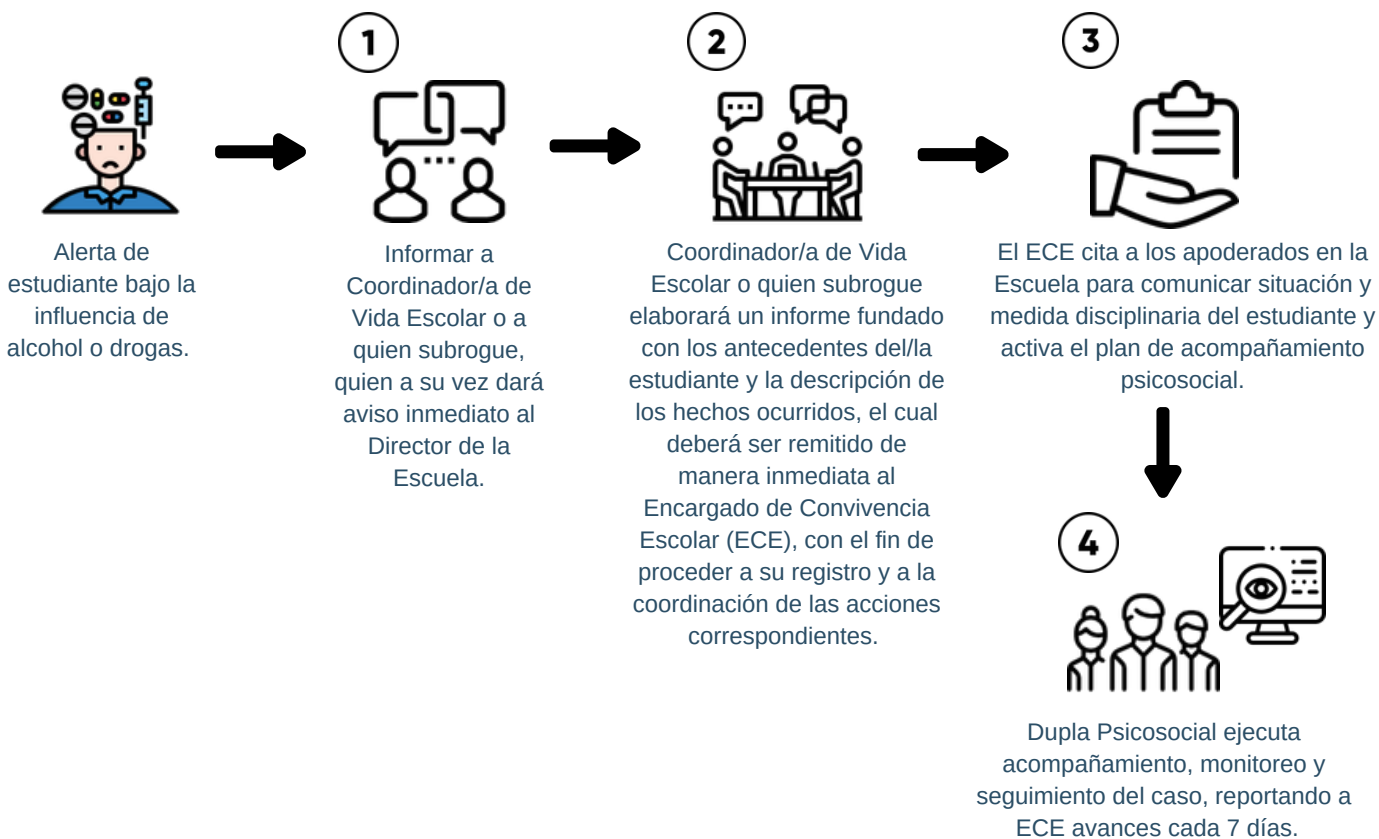 Alerta de
estudiante bajo la
influencia de
alcohol o drogas.
1
Informar a
Coordinador/a de
Vida Escolar o a
quien subrogue,
quien a su vez dará
aviso inmediato al
Director de la
Escuela.
2
Coordinador/a de Vida
Escolar o quien subrogue
elaborará un informe fundado
con los antecedentes del/la
estudiante y la descripción de
los hechos ocurridos, el cual
deberá ser remitido de
manera inmediata al
Encargado de Convivencia
Escolar (ECE), con el fin de
proceder a su registro y a la
coordinación de las acciones
correspondientes.
3
El ECE cita a los apoderados en la
Escuela para comunicar situación y
medida disciplinaria del estudiante y
activa el plan de acompañamiento
psicosocial.
4
Dupla Psicosocial ejecuta
acompañamiento, monitoreo y
seguimiento del caso, reportando a
ECE avances cada 7 días.